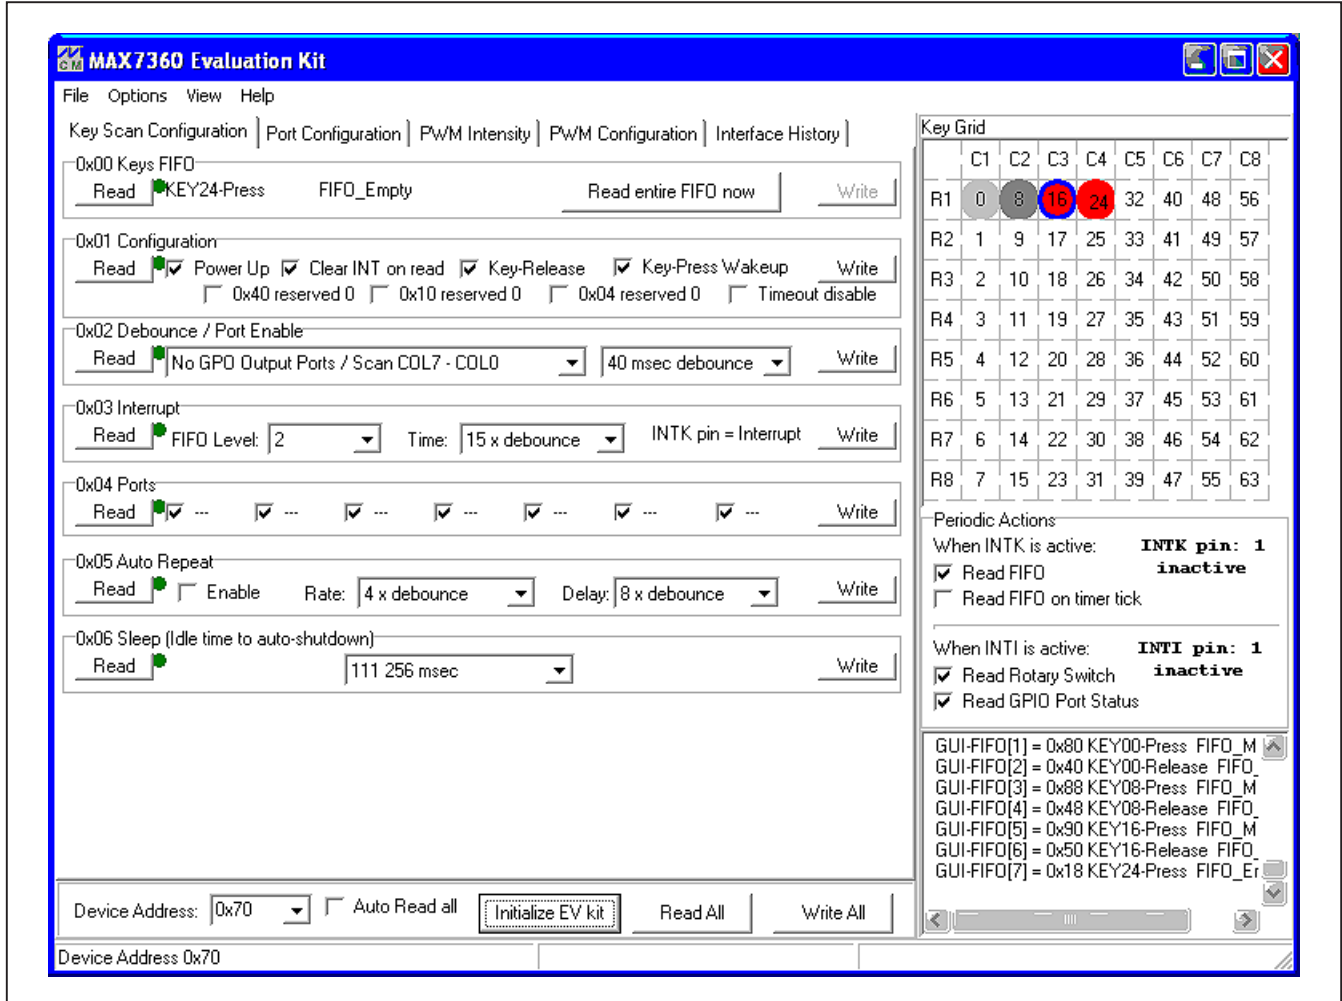 MAX7360 Evaluation Kit
File Options View Help
Key Scan Configuration Port Configuration PWM Intensity PWM Configuration Interface History
0x00 Keys FIFO
Read KEY24-Press FIFO_Empty Read entire FIFO now Write
0x01 Configuration
Read Power Up Clear INT on read Key-Release Key-Press Wakeup Write
0x40 reserved 0 0x10 reserved 0 0x04 reserved 0 Timeout disable
0x02 Debounce / Port Enable
Read No GPO Output Ports / Scan COL7 - COL0 40 msec debounce Write
0x03 Interrupt
Read FIFO Level: 2 Time: 15 x debounce INTK pin = Interrupt Write
0x04 Ports
Read --- --- --- --- --- --- --- Write
0x05 Auto Repeat
Read Enable Rate: 4 x debounce Delay: 8 x debounce Write
0x06 Sleep (Idle time to auto-shutdown)
Read 111 256 msec Write
Device Address: 0x70 Auto Read all Initialize EV kit Read All Write All
Device Address 0x70
Key Grid
C1 C2 C3 C4 C5 C6 C7 C8
R1 0 8 16 24 32 40 48 56
R2 1 9 17 25 33 41 49 57
R3 2 10 18 26 34 42 50 58
R4 3 11 19 27 35 43 51 59
R5 4 12 20 28 36 44 52 60
R6 5 13 21 29 37 45 53 61
R7 6 14 22 30 38 46 54 62
R8 7 15 23 31 39 47 55 63
Periodic Actions
When INTK is active: INTK pin: 1
inactive
Read FIFO
Read FIFO on timer tick
When INTI is active: INTI pin: 1
inactive
Read Rotary Switch
Read GPIO Port Status
GUI-FIFO[1] = 0x80 KEY00-Press FIFO_M
GUI-FIFO[2] = 0x40 KEY00-Release FIFO_
GUI-FIFO[3] = 0x88 KEY08-Press FIFO_M
GUI-FIFO[4] = 0x48 KEY08-Release FIFO_
GUI-FIFO[5] = 0x90 KEY16-Press FIFO_M
GUI-FIFO[6] = 0x50 KEY16-Release FIFO_
GUI-FIFO[7] = 0x18 KEY24-Press FIFO_Er